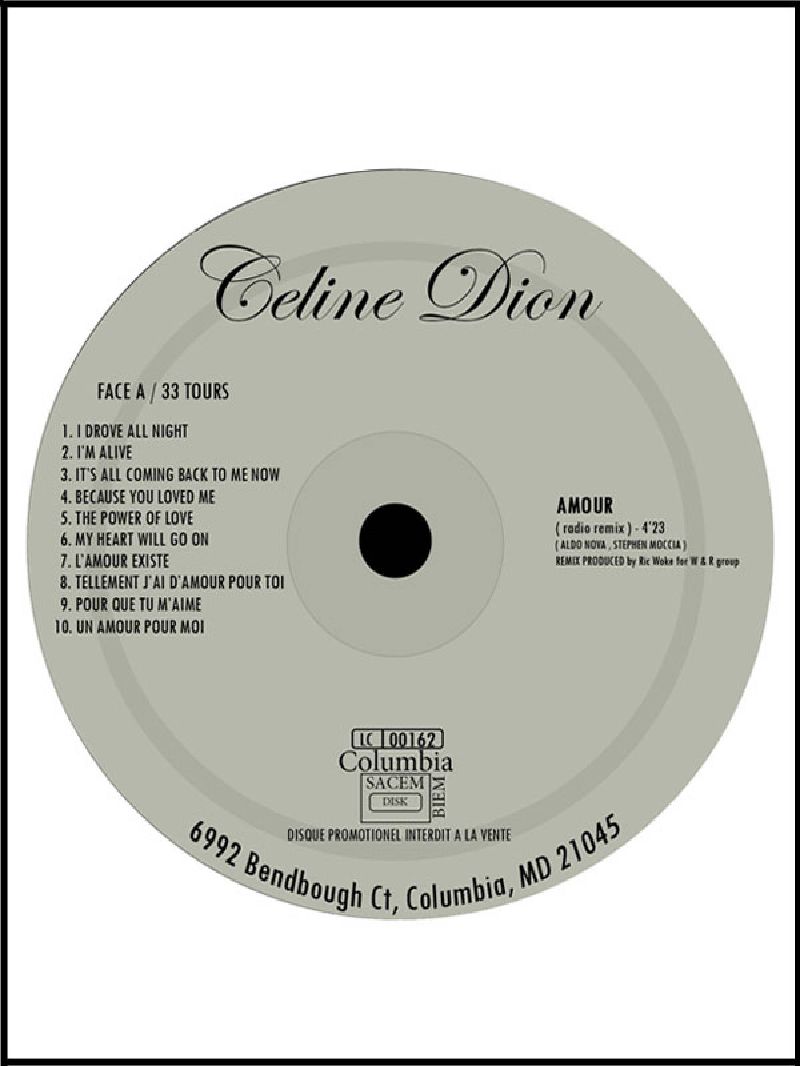 Celine Dion
FACE A / 33 TOURS
1. I DROVE ALL NIGHT
2. I'M ALIVE
3. IT'S ALL COMING BACK TO ME NOW
4. BECAUSE YOU LOVED ME
5. THE POWER OF LOVE
6. MY HEART WILL GO ON
7. L'AMOUR EXISTE
8. TELLEMENT J'AI D'AMOUR POUR TOI
9. POUR QUE TU M'AIME
10. UN AMOUR POUR MOI
AMOUR
( radio remix ) - 4'23
( ALDO NOVA , STEPHEN MOCCIA )
REMIX PRODUCED by Ric Wake for W & R group
LC 00162
Columbia
SACEM
DISK
BIEM
DISQUE PROMOTIONEL INTERDIT A LA VENTE
6992 Bendbough Ct, Columbia, MD 21045